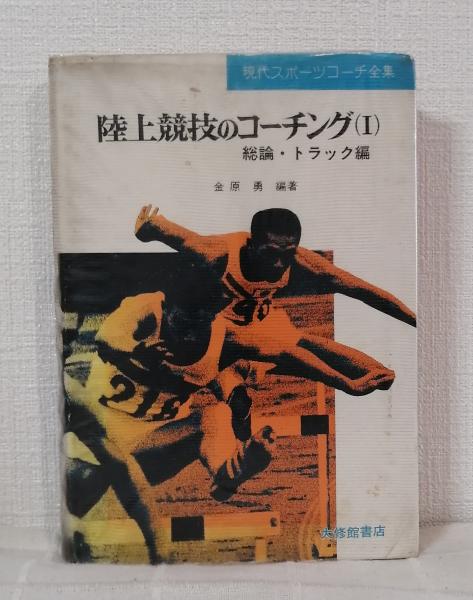 現代スポーツコーチ全集
陸上競技のコーチング(I)
総論・トラック編
金原 勇 編著
大修館書店